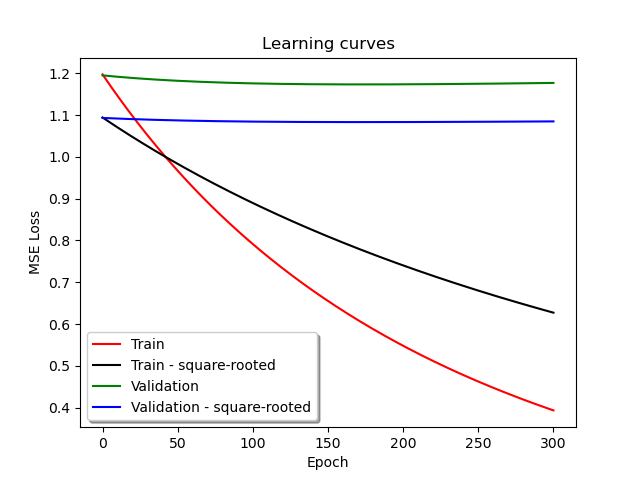 Learning curves
MSE Loss
1.2
1.1
1.0
0.9
0.8
0.7
0.6
0.5
0.4
Train
Train - square-rooted
Validation
Validation - square-rooted
0 50 100 150 200 250 300
Epoch